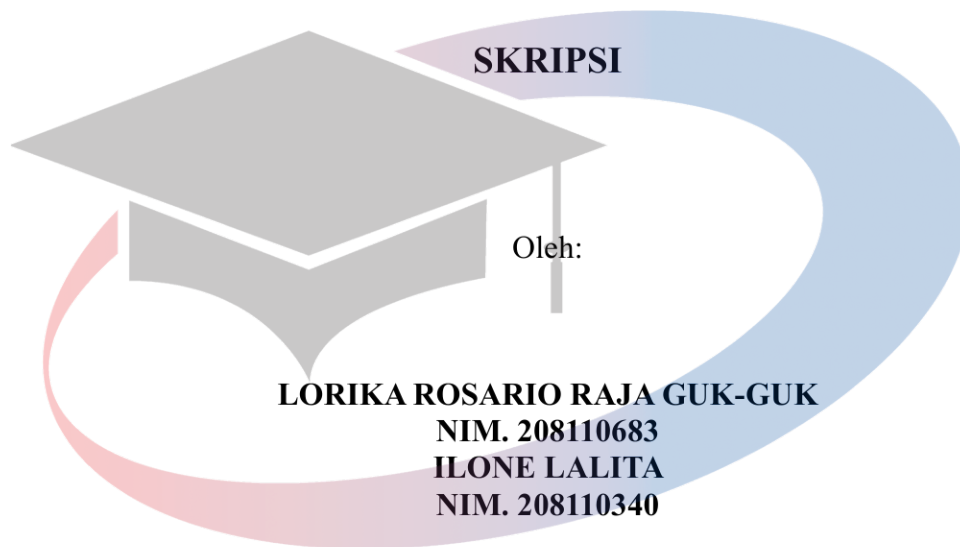 SKRIPSI
Oleh:
LORIKA ROSARIO RAJA GUK-GUK
NIM. 208110683
ILONE LALITA
NIM. 208110340